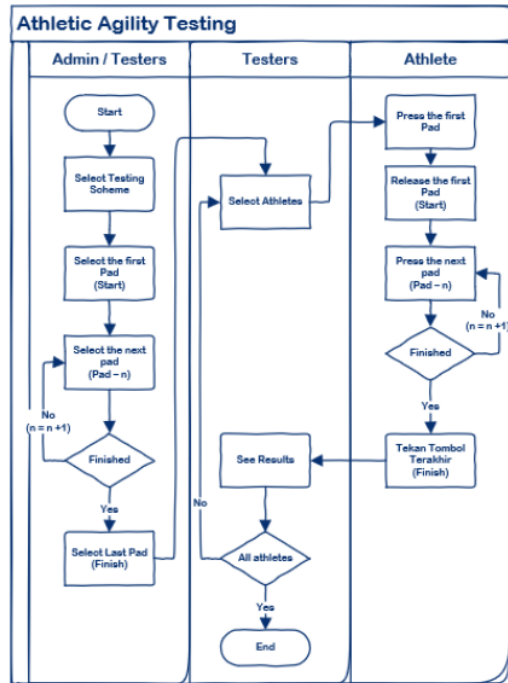 Athletic Agility Testing
Admin / Testers
Testers
Athlete
Start
Select Testing
Scheme
Select the first
Pad
(Start)
Select the next
pad
(Pad – n)
No
(n = n +1)
Finished
Yes
Select Last Pad
(Finish)
Select Athletes
See Results
No
All athletes
Yes
End
Press the first
Pad
Release the first
Pad
(Start)
Press the next
pad
(Pad – n)
No
(n = n +1)
Finished
Yes
Tekan Tombol
Terakhir
(Finish)